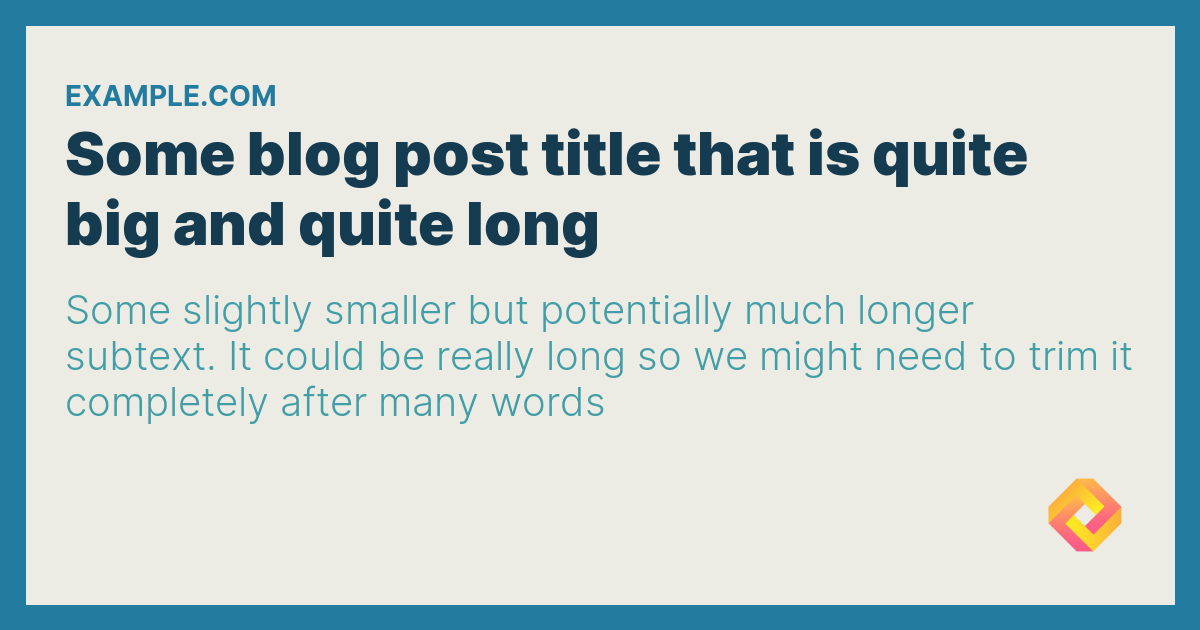 EXAMPLE.COM
Some blog post title that is quite
big and quite long
Some slightly smaller but potentially much longer
subtext. It could be really long so we might need to trim it
completely after many words